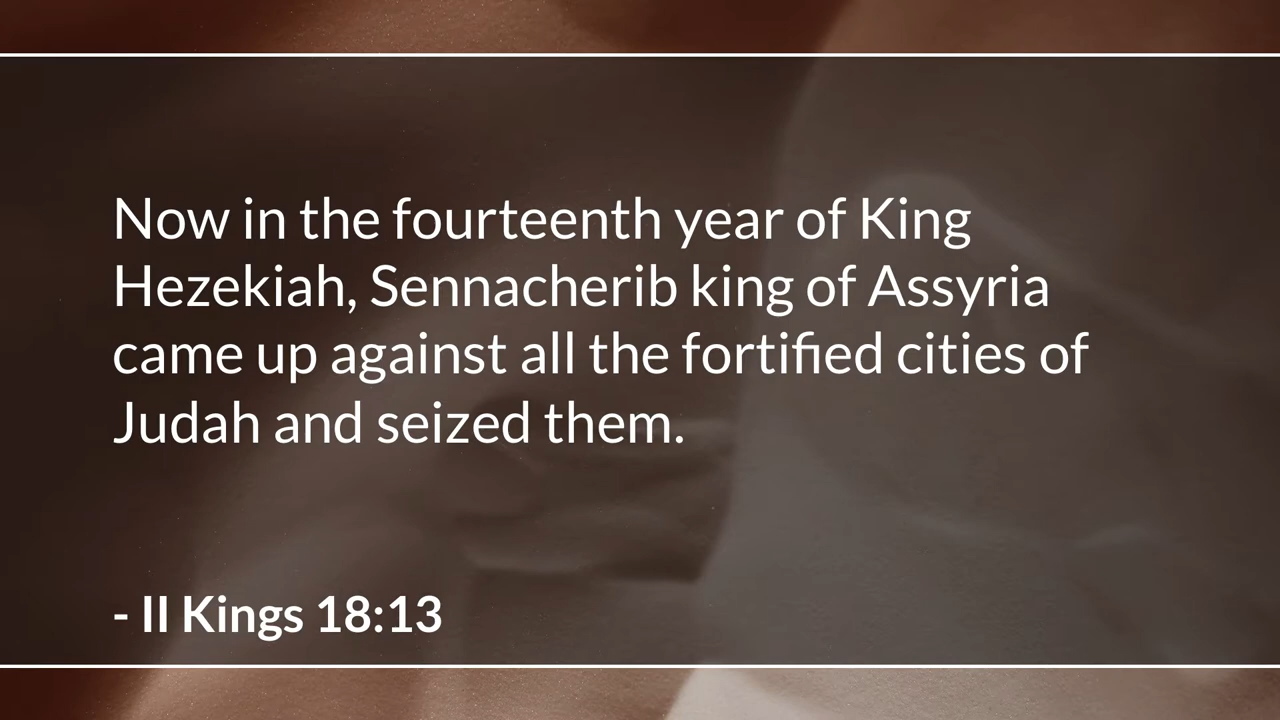 Now in the fourteenth year of King
Hezekiah, Sennacherib king of Assyria
came up against all the fortified cities of
Judah and seized them.
- II Kings 18:13